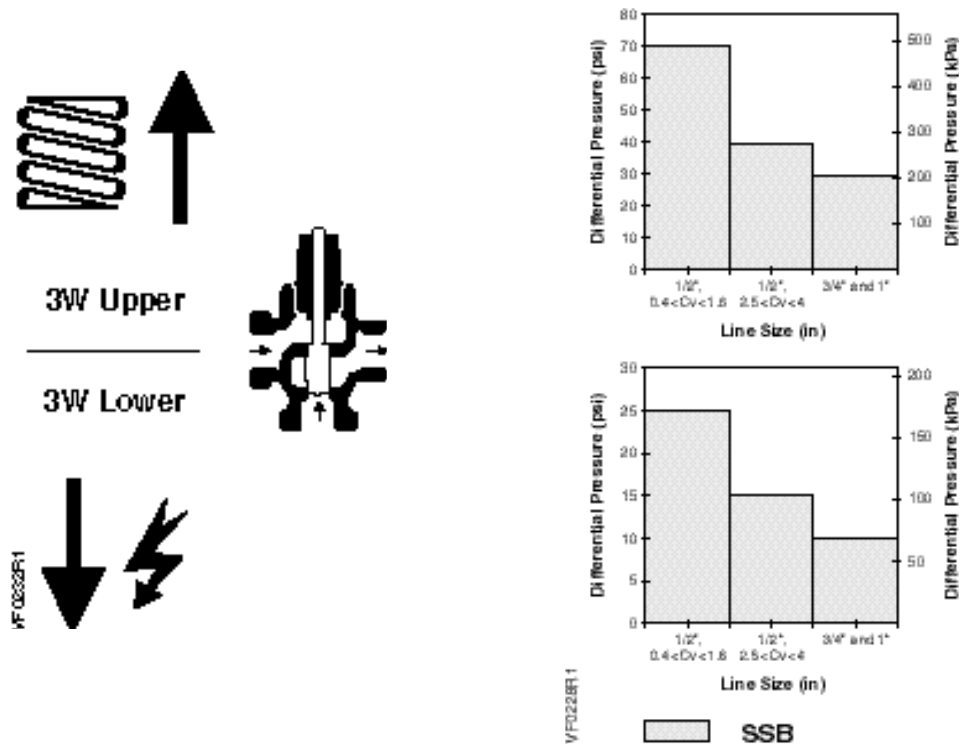 3W Upper
3W Lower
VF0232R1
Differential Pressure (psi)
80
70
60
50
40
30
20
10
0
500
400
300
200
100
Differential Pressure (kPa)
1/2",
0.4<Cv<1.6
1/2",
2.5<Cv<4
3/4" and 1"
Line Size (in)
Differential Pressure (psi)
30
25
20
15
10
5
0
200
150
100
50
Differential Pressure (kPa)
1/2",
0.4<Cv<1.6
1/2",
2.5<Cv<4
3/4" and 1"
Line Size (in)
VF0228R1
SSB